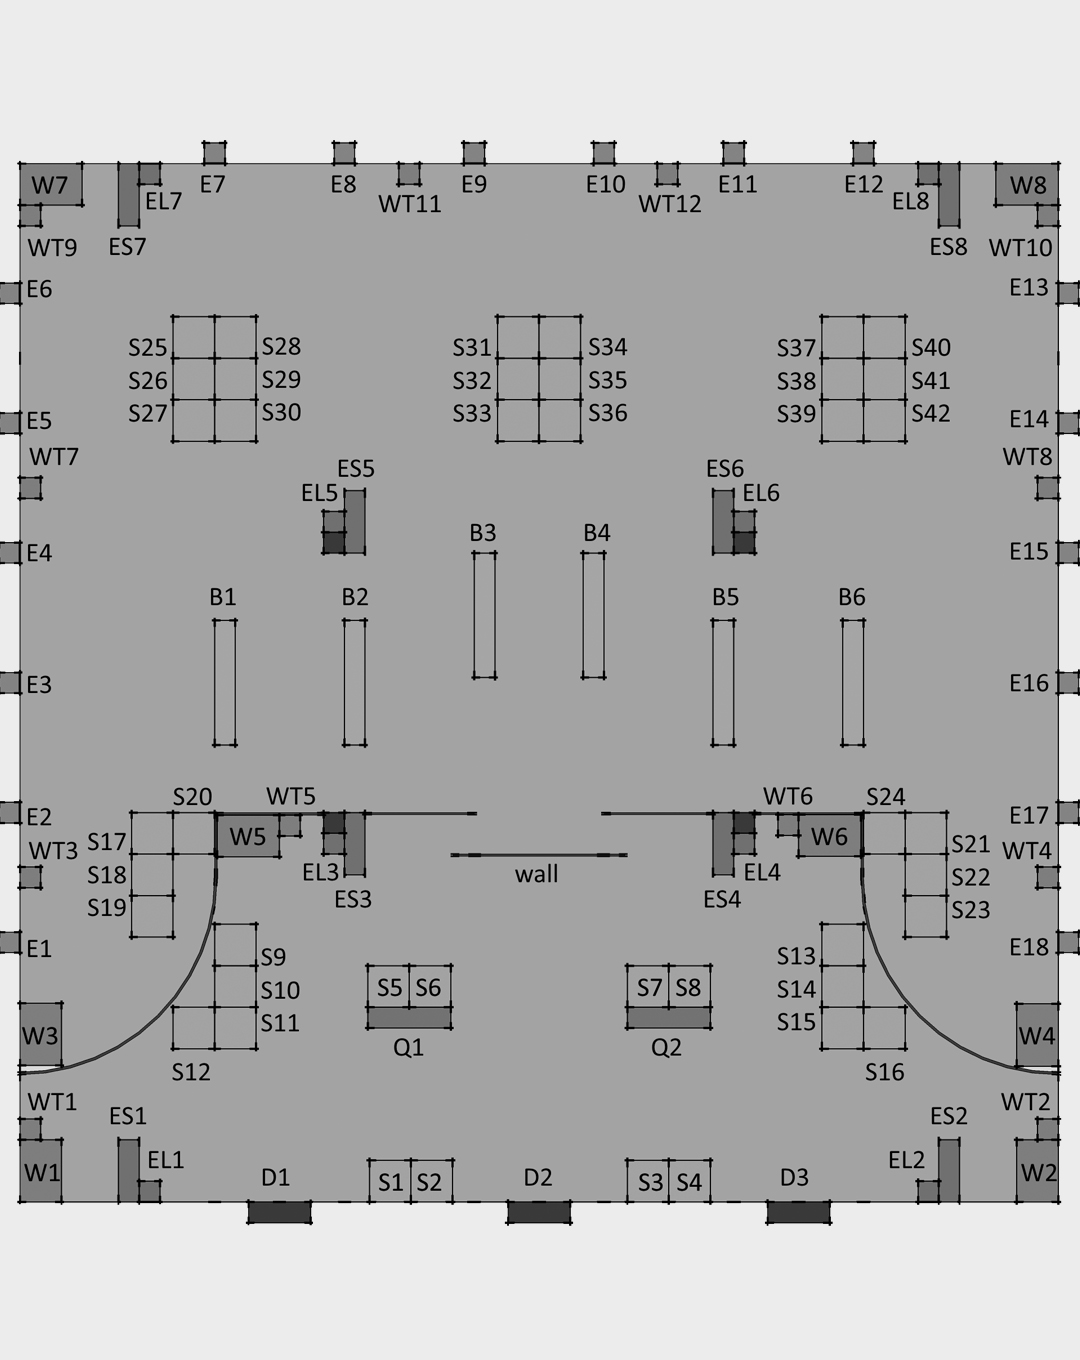 E7 E8 E9 E10 E11 E12
W7 EL7 EL8 W8
WT11 WT12
WT9 ES7 ES8 WT10
E6 E13
S25 S28 S31 S34 S37 S40
S26 S29 S32 S35 S38 S41
S27 S30 S33 S36 S39 S42
E5 E14
WT7 WT8
ES5 ES6
EL5 EL6
B3 B4
E4 E15
B1 B2 B5 B6
E3 E16
S20 WT5 WT6 S24
E2 E17
S17 W5 W6 S21
WT3 WT4
S18 EL3 wall EL4 S22
ES3 ES4
S19 S23
E1 E18
S9 S13
S10 S5 S6 S7 S8 S14
S11 S15
W3 W4
Q1 Q2
S12 S16
WT1 WT2
ES1 ES2
EL1 EL2
W1 D1 S1 S2 D2 S3 S4 D3 W2